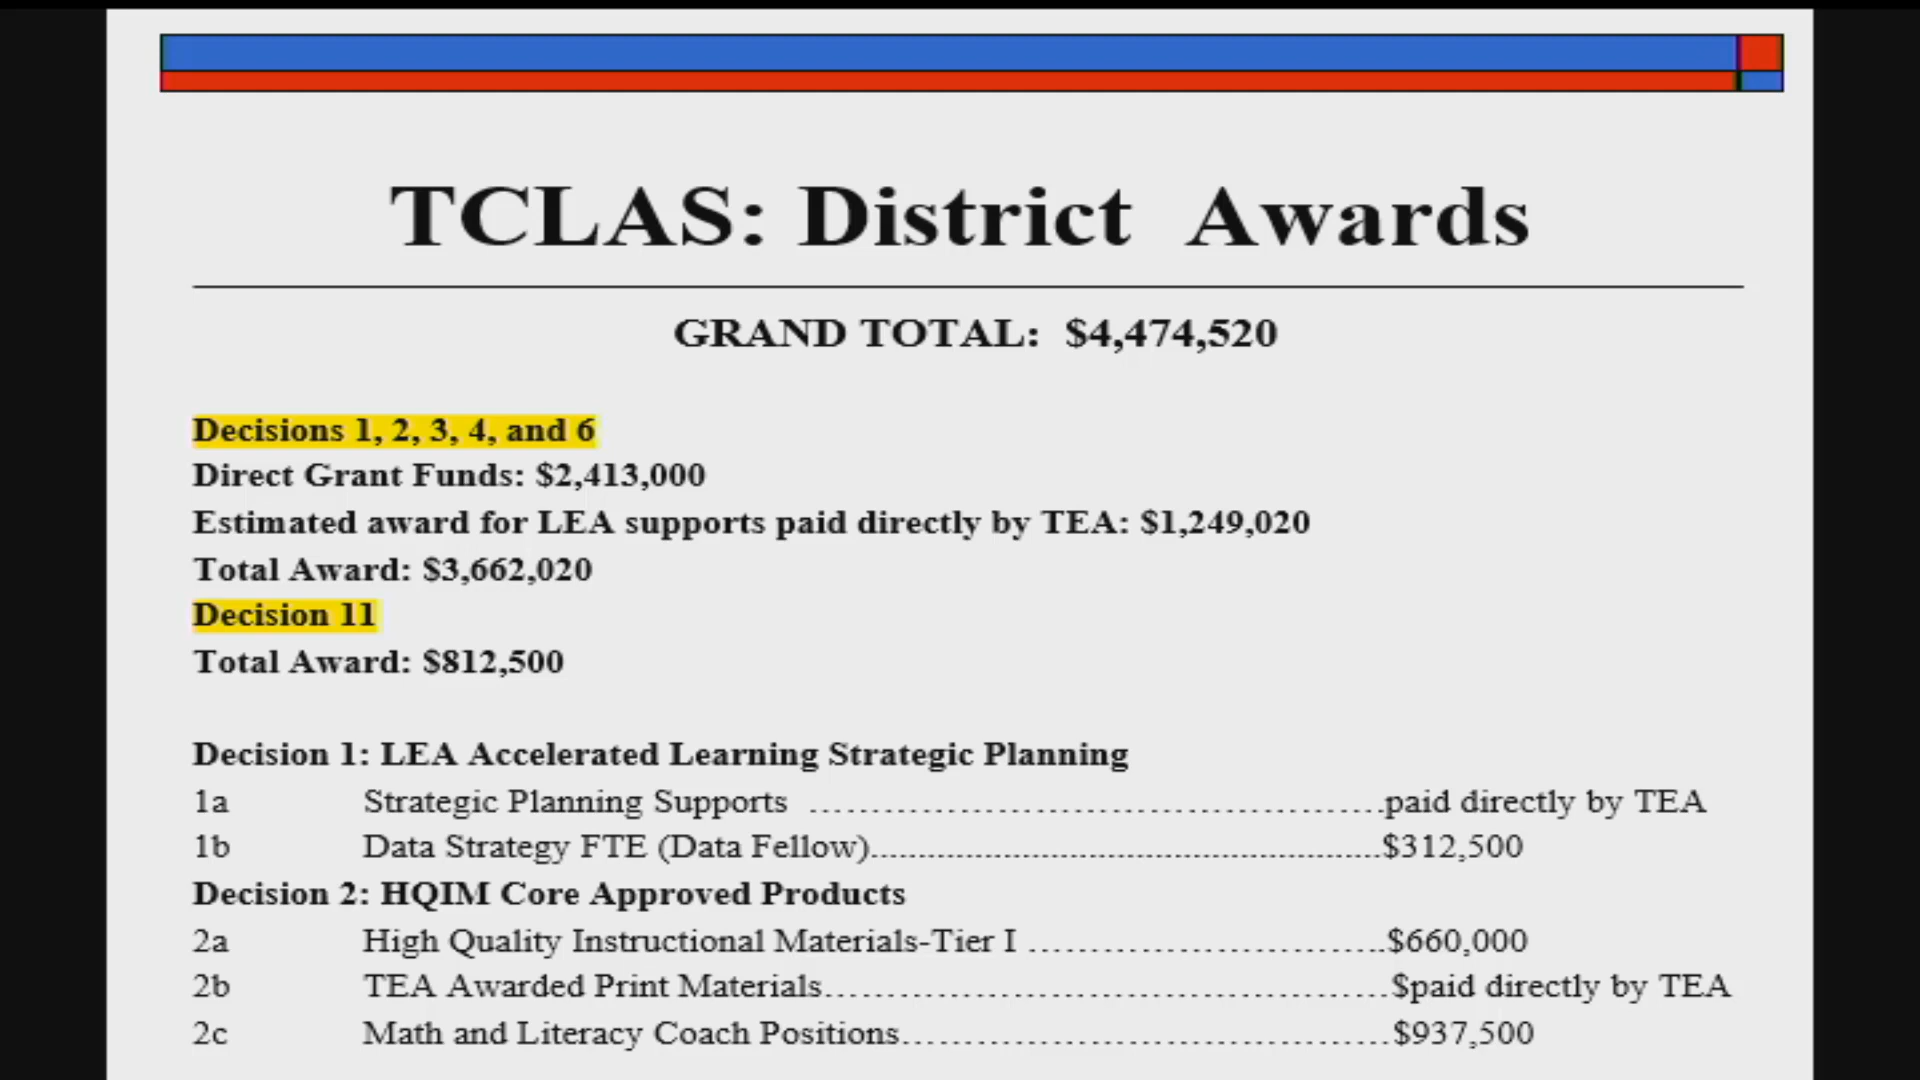 TCLAS: District Awards
GRAND TOTAL: $4,474,520
Decisions 1, 2, 3, 4, and 6
Direct Grant Funds: $2,413,000
Estimated award for LEA supports paid directly by TEA: $1,249,020
Total Award: $3,662,020
Decision 11
Total Award: $812,500
Decision 1: LEA Accelerated Learning Strategic Planning
1a Strategic Planning Supports ……………………………………………….paid directly by TEA
1b Data Strategy FTE (Data Fellow)......................................................$312,500
Decision 2: HQIM Core Approved Products
2a High Quality Instructional Materials-Tier I ……………………………..$660,000
2b TEA Awarded Print Materials………………………………………………$paid directly by TEA
2c Math and Literacy Coach Positions………………………………………$937,500